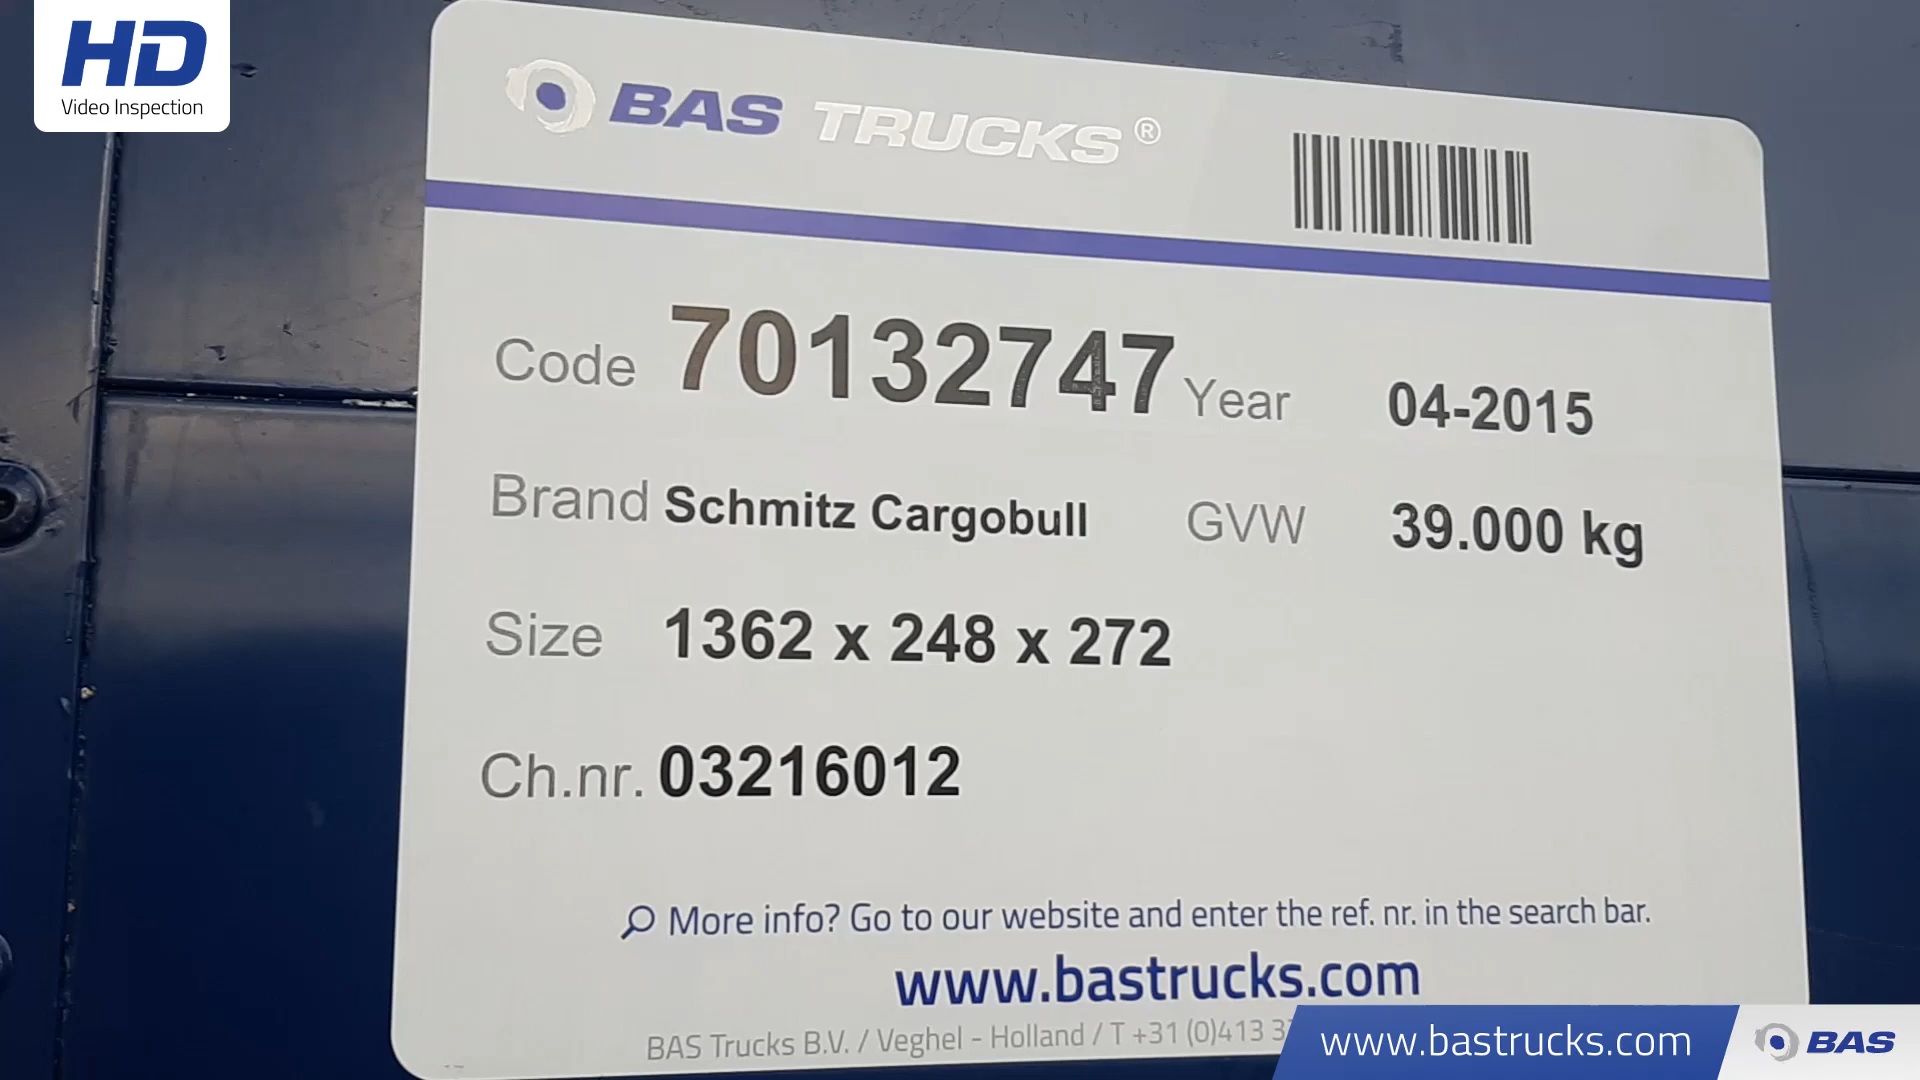 HD
Video Inspection
BAS TRUCKS®
Code 70132747 Year 04-2015
Brand Schmitz Cargobull GVW 39.000 kg
Size 1362 x 248 x 272
Ch.nr. 03216012
More info? Go to our website and enter the ref. nr. in the search bar.
www.bastrucks.com
BAS Trucks B.V. / Veghel - Holland / T +31 (0)413
www.bastrucks.com BAS